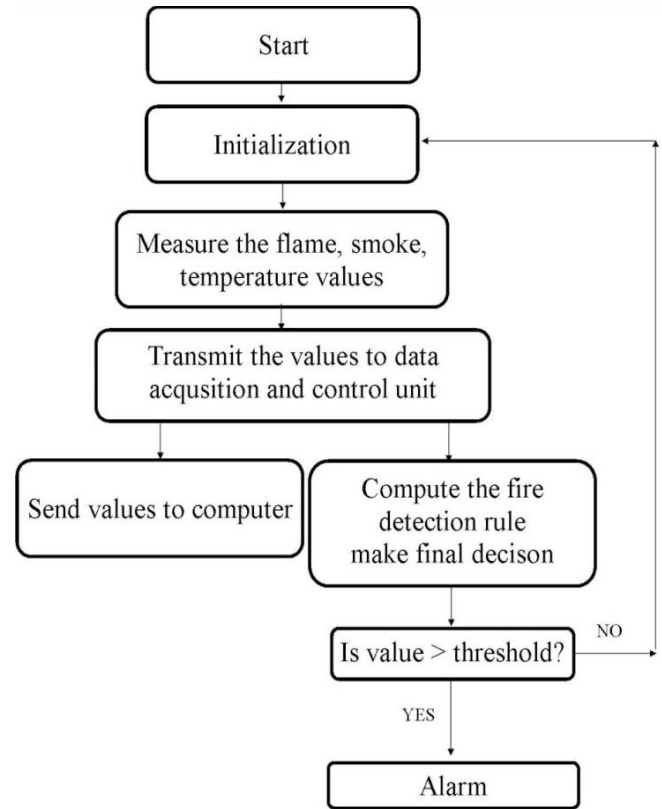 Start
Initialization
Measure the flame, smoke,
temperature values
Transmit the values to data
acqusition and control unit
Send values to computer
Compute the fire
detection rule
make final decison
Is value > threshold?
NO
YES
Alarm